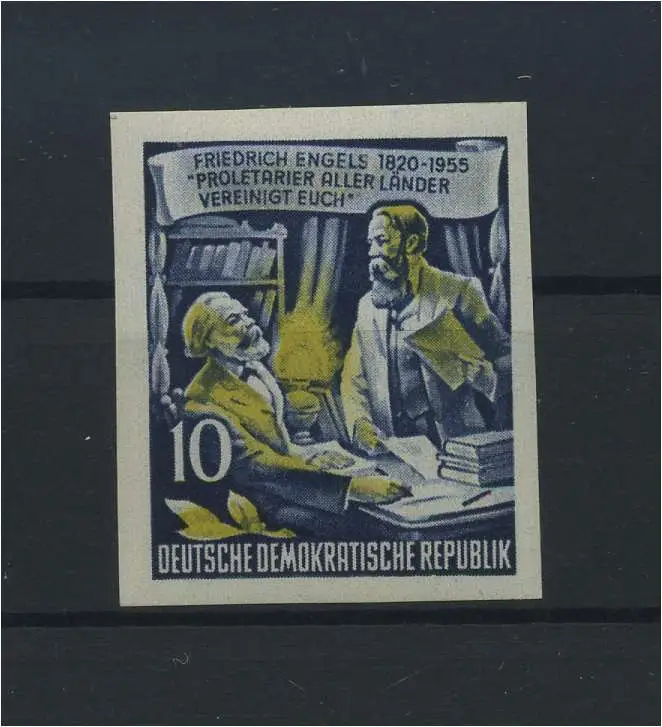 FRIEDRICH ENGELS 1820-1955
"PROLETARIER ALLER LÄNDER
VEREINIGT EUCH"
10
DEUTSCHE DEMOKRATISCHE REPUBLIK